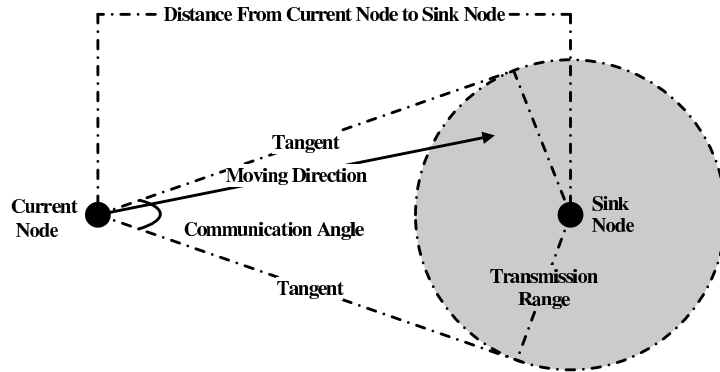 Distance From Current Node to Sink Node
Tangent
Moving Direction
Current
Node
Communication Angle
Sink
Node
Tangent
Transmission
Range